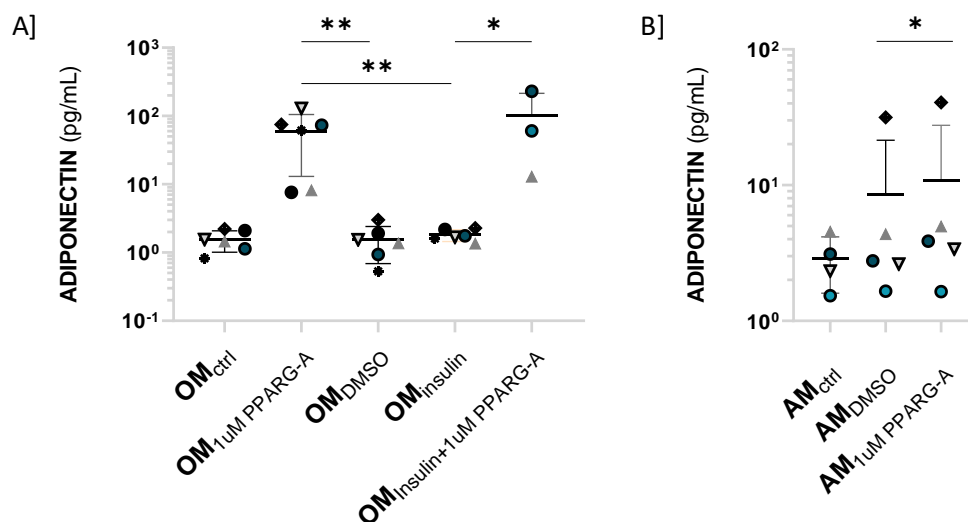 A]
**
*
**
ADIPONECTIN (pg/mL)
10³
10²
10¹
10⁰
10⁻¹
OMctrl
OM1uM PPARG-A
OMDMSO
OMinsulin
OMInsulin+1uM PPARG-A
B]
*
ADIPONECTIN (pg/mL)
10²
10¹
10⁰
AMctrl
AMDMSO
AM1uM PPARG-A